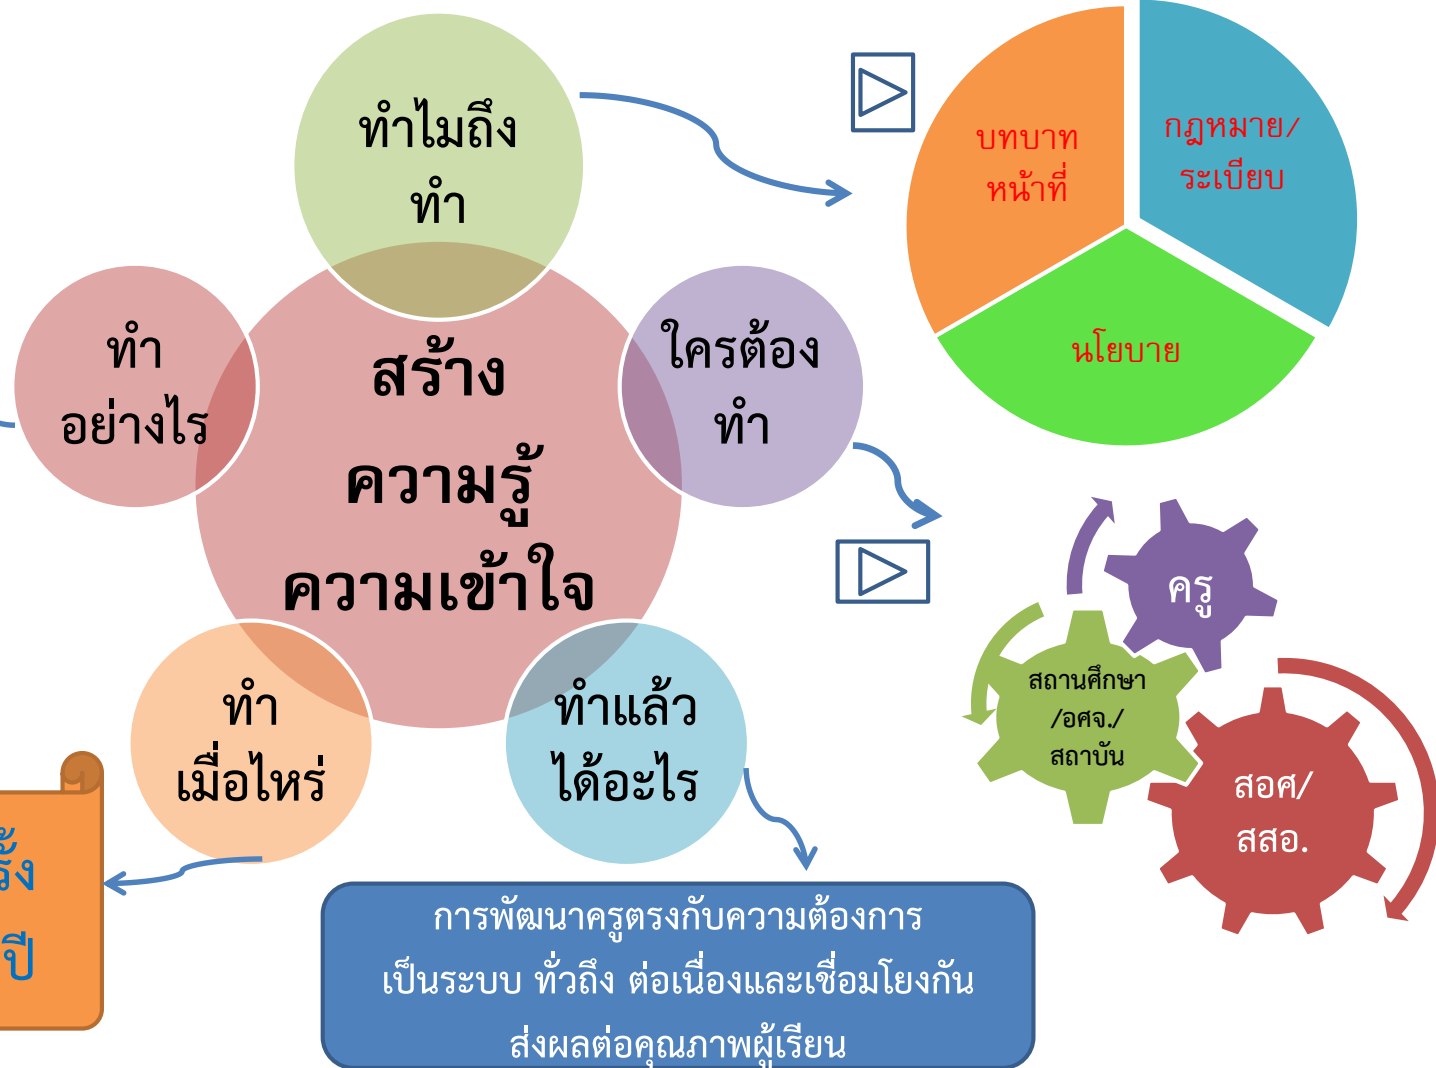 ทำไมถึง
ทำ
บทบาท
หน้าที่
กฎหมาย/
ระเบียบ
นโยบาย
ทำ
อย่างไร
สร้าง
ความรู้
ความเข้าใจ
ใครต้อง
ทำ
ครู
สถานศึกษา
/อศจ./
สถาบัน
สอศ/
สสอ.
ทำ
เมื่อไหร่
ทำแล้ว
ได้อะไร
ปี
การพัฒนาครูตรงกับความต้องการ
เป็นระบบ ทั่วถึง ต่อเนื่องและเชื่อมโยงกัน
ส่งผลต่อคุณภาพผู้เรียน